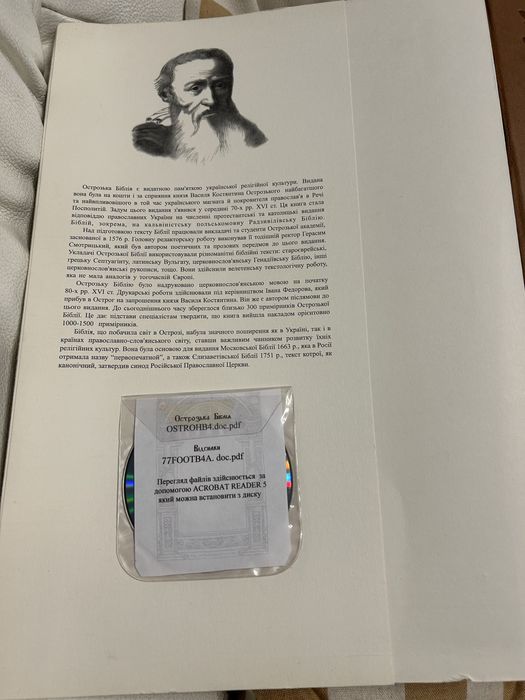 Острозька Біблія є видатною пам'яткою української релігійної культури. Видана
вона була на кошти і за сприяння князя Василя Костянтина Острозького найбагатшого
та найвпливовішого в той час українського магната й покровителя православ'я в Речі
Посполитій. Задум цього видання з'явився у середині 70-х рр. XVI ст. Ця книга стала
відповіддю православних України на численні протестантські та католицькі видання
Біблій, зокрема, на кальвіністську польськомовну Радзивілівську Біблію.
Над підготовкою тексту Біблії працювали викладачі та студенти Острозької академії,
заснованої в 1576 р. Головну редакторську роботу виконував її тодішній ректор Герасим
Смотрицький, який був автором поетичних та прозових передмов до цього видання.
Укладачі Острозької Біблії використовували різноманітні біблійні тексти: староєврейські,
грецьку Септуагінту, латинську Вульгату, церковнослов'янську Генадіївську Біблію, інші
церковнослов'янські рукописи, тощо. Вони здійснили велетенську текстологічну роботу,
яка не мала аналогів у тогочасній Європі.
Острозьку Біблію було надруковано церковнослов'янською мовою на початку
80-х рр. XVI ст. Друкарські роботи здійснювали під керівництвом Івана Федорова, який
прибув в Острог на запрошення князя Василя Костянтина. Він же є автором післямови до
цього видання. До сьогоднішнього часу збереглося близько 300 примірників Острозької
Біблії. Це дає підстави спеціалістам твердити, що книга вийшла накладом орієнтовно
1000-1500 примірників.
Біблія, що побачила світ в Острозі, набула значного поширення як в Україні, так і в
країнах православно-слов'янського світу, ставши важливим чинником розвитку їхніх
релігійних культур. Вона була основою для видання Московської Біблії 1663 р., яка в Росії
отримала назву "первопечатной", а також Єлизаветінської Біблії 1751 р., текст котрої, як
канонічний, затвердив синод Російської Православної Церкви.
Острозька Біблія
OSTROHB4.doc.pdf
Відгуки
77FOOTB4A. doc.pdf
Перегляд файлів здійснюється за
допомогою ACROBAT READER 5
який можна встановити з диску